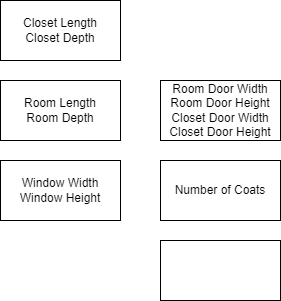 Closet Length
Closet Depth
Room Length
Room Depth
Room Door Width
Room Door Height
Closet Door Width
Closet Door Height
Window Width
Window Height
Number of Coats